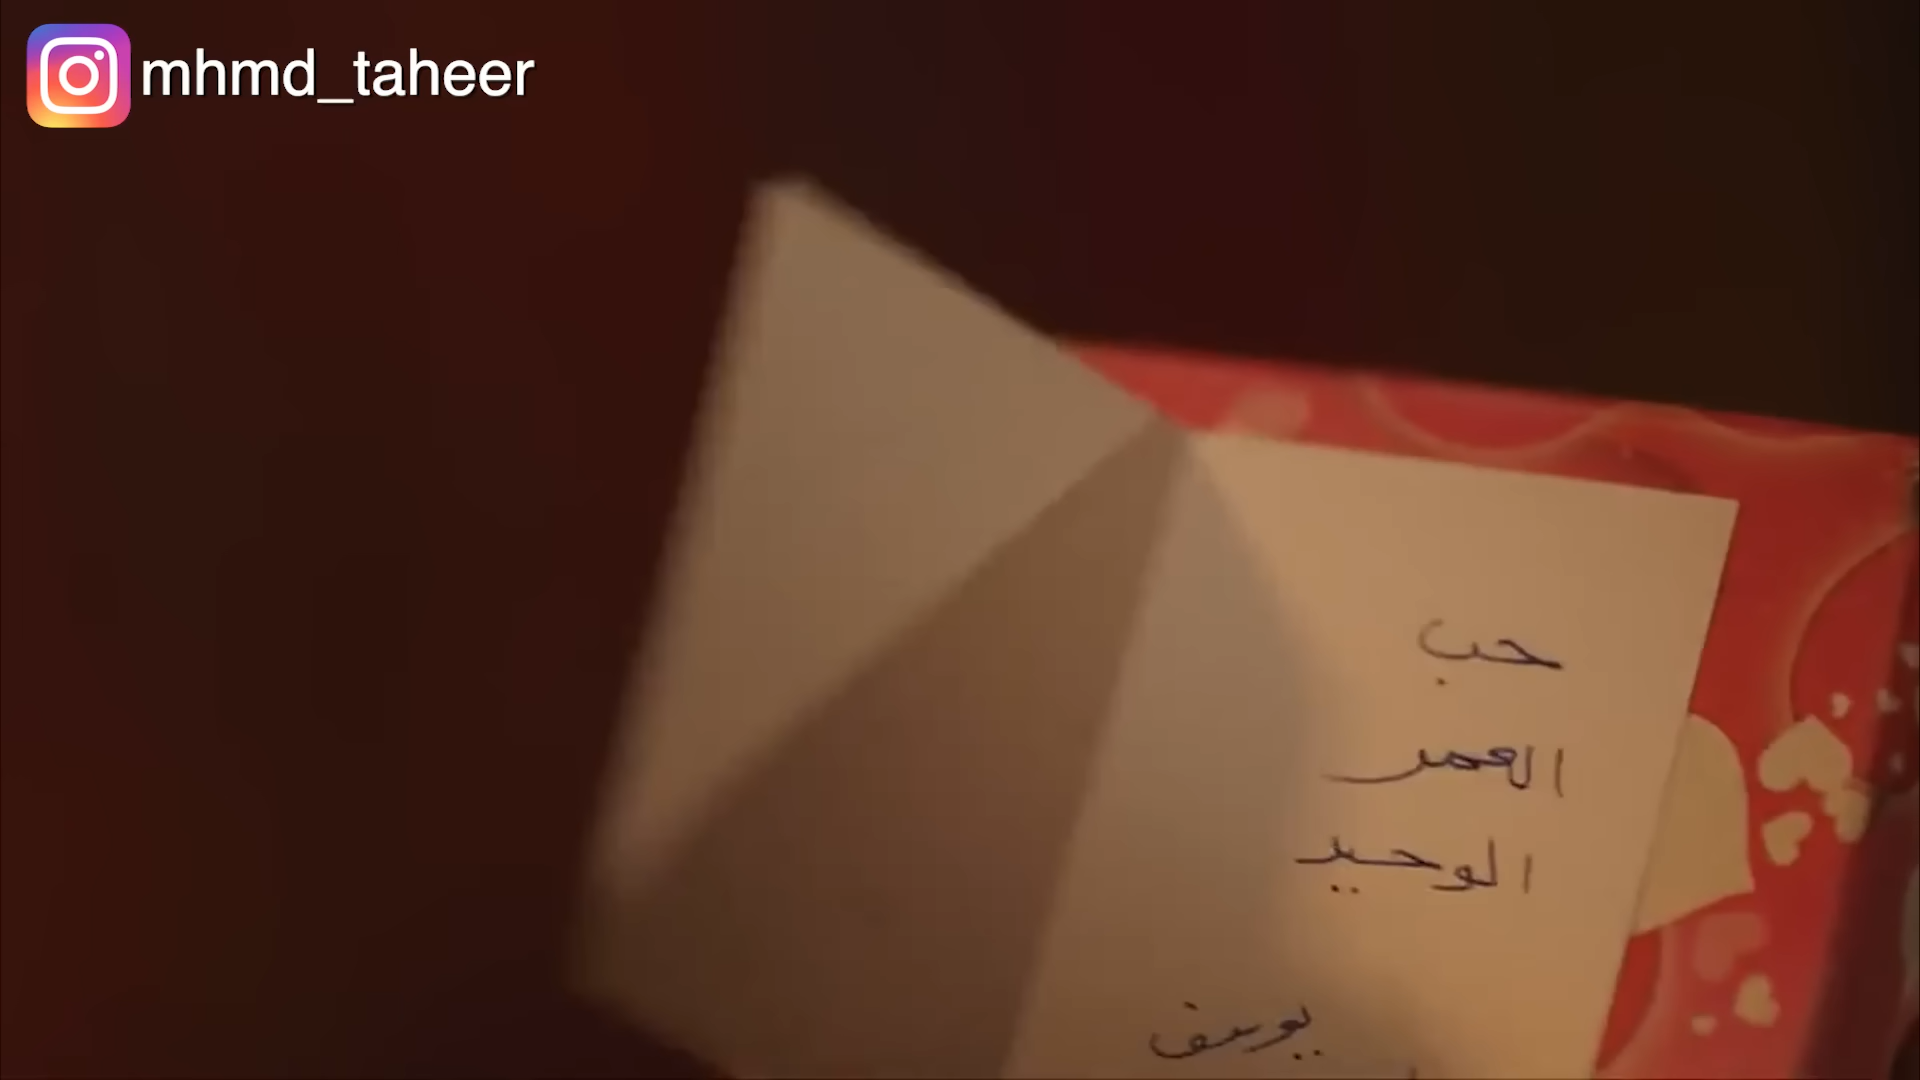 mhmd_taheer
حب
العمر
الوحيد
يوسف